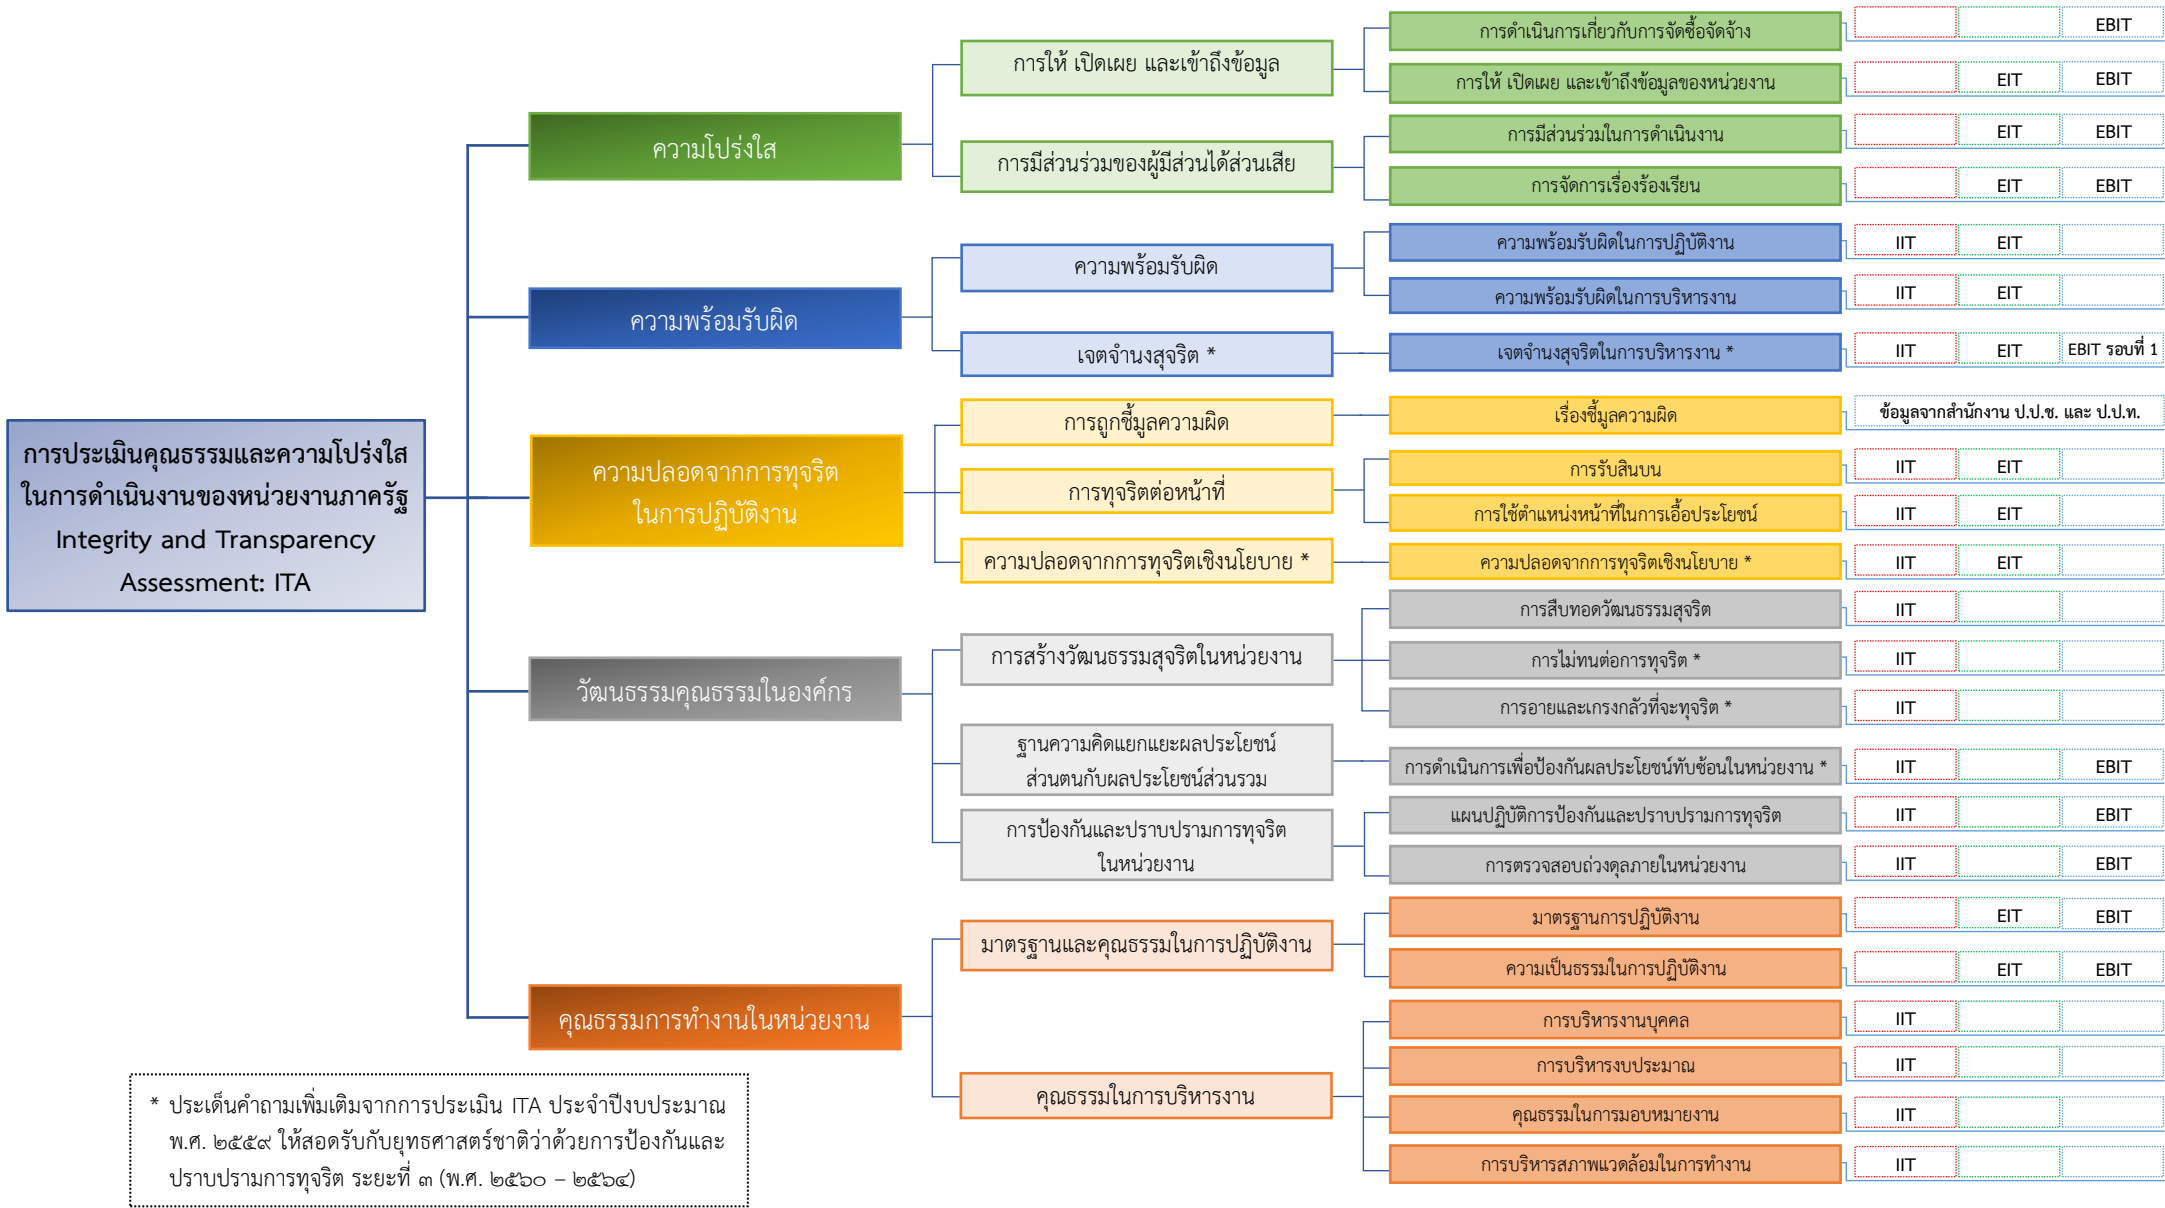 การประเมินคุณธรรมและความโปร่งใส
ในการดำเนินงานของหน่วยงานภาครัฐ
Integrity and Transparency
Assessment: ITA
ความโปร่งใส
การให้ เปิดเผย และเข้าถึงข้อมูล
การดำเนินการเกี่ยวกับการจัดซื้อจัดจ้าง
EBIT
การให้ เปิดเผย และเข้าถึงข้อมูลของหน่วยงาน
EIT EBIT
การมีส่วนร่วมของผู้มีส่วนได้ส่วนเสีย
การมีส่วนร่วมในการดำเนินงาน
EIT EBIT
การจัดการเรื่องร้องเรียน
EIT EBIT
ความพร้อมรับผิด
ความพร้อมรับผิด
ความพร้อมรับผิดในการปฏิบัติงาน
IIT EIT
ความพร้อมรับผิดในการบริหารงาน
IIT EIT
เจตจำนงสุจริต *
เจตจำนงสุจริตในการบริหารงาน *
IIT EIT EBIT รอบที่ 1
ความปลอดจากการทุจริต
ในการปฏิบัติงาน
การถูกชี้มูลความผิด
เรื่องชี้มูลความผิด
ข้อมูลจากสำนักงาน ป.ป.ช. และ ป.ป.ท.
การทุจริตต่อหน้าที่
การรับสินบน
IIT EIT
การใช้ตำแหน่งหน้าที่ในการเอื้อประโยชน์
IIT EIT
ความปลอดจากการทุจริตเชิงนโยบาย *
ความปลอดจากการทุจริตเชิงนโยบาย *
IIT EIT
วัฒนธรรมคุณธรรมในองค์กร
การสร้างวัฒนธรรมสุจริตในหน่วยงาน
การสืบทอดวัฒนธรรมสุจริต
IIT
การไม่ทนต่อการทุจริต *
IIT
การอายและเกรงกลัวที่จะทุจริต *
IIT
ฐานความคิดแยกแยะผลประโยชน์
ส่วนตนกับผลประโยชน์ส่วนรวม
การดำเนินการเพื่อป้องกันผลประโยชน์ทับซ้อนในหน่วยงาน *
IIT EBIT
การป้องกันและปราบปรามการทุจริต
ในหน่วยงาน
แผนปฏิบัติการป้องกันและปราบปรามการทุจริต
IIT EBIT
การตรวจสอบถ่วงดุลภายในหน่วยงาน
IIT EBIT
คุณธรรมการทำงานในหน่วยงาน
มาตรฐานและคุณธรรมในการปฏิบัติงาน
มาตรฐานการปฏิบัติงาน
EIT EBIT
ความเป็นธรรมในการปฏิบัติงาน
EIT EBIT
คุณธรรมในการบริหารงาน
การบริหารงานบุคคล
IIT
การบริหารงบประมาณ
IIT
คุณธรรมในการมอบหมายงาน
IIT
การบริหารสภาพแวดล้อมในการทำงาน
IIT
* ประเด็นคำถามเพิ่มเติมจากการประเมิน ITA ประจำปีงบประมาณ
พ.ศ. ๒๕๕๙ ให้สอดรับกับยุทธศาสตร์ชาติว่าด้วยการป้องกันและ
ปราบปรามการทุจริต ระยะที่ ๓ (พ.ศ. ๒๕๖๐ – ๒๕๖๔)